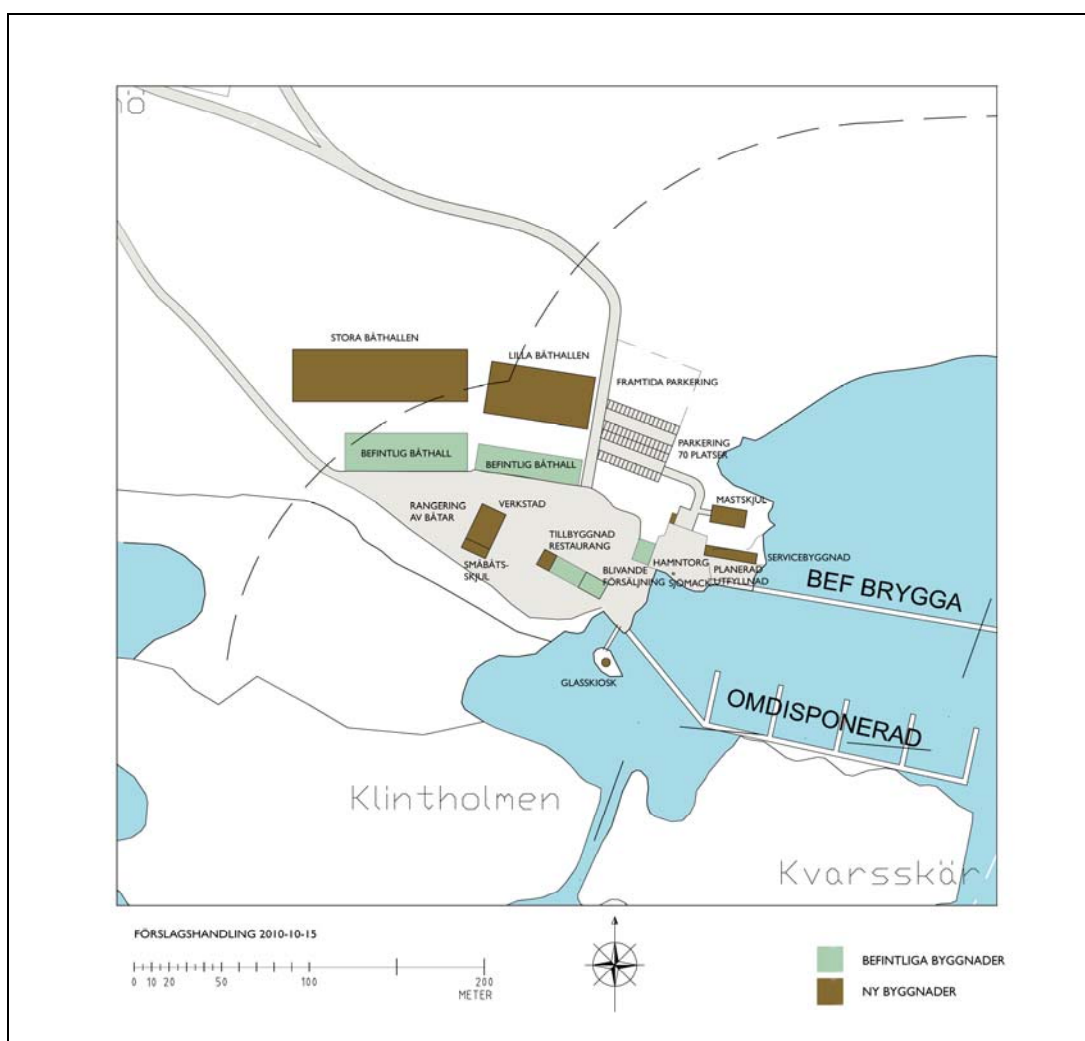 nö
STORA BÅTHALLEN
LILLA BÅTHALLEN
FRAMTIDA PARKERING
PARKERING
70 PLATSER
BEFINTLIG BÅTHALL
BEFINTLIG BÅTHALL
MASTSKJUL
RANGERING
AV BÅTAR
VERKSTAD
TILLBYGGNAD
RESTAURANG
SMÅBÅTS-
SKJUL
BLIVANDE
FÖRSÄLJNING
HAMNTORG
SJÖMACK
PLANERAD
UTFYLLNAD
SERVICEBYGGNAD
BEF BRYGGA
GLASSKIOSK
OMDISPONERAD
Klintholmen
Kvarsskär
FÖRSLAGSHANDLING 2010-10-15
0 10 20 50 100 200
METER
BEFINTLIGA BYGGNADER
NY BYGGNADER